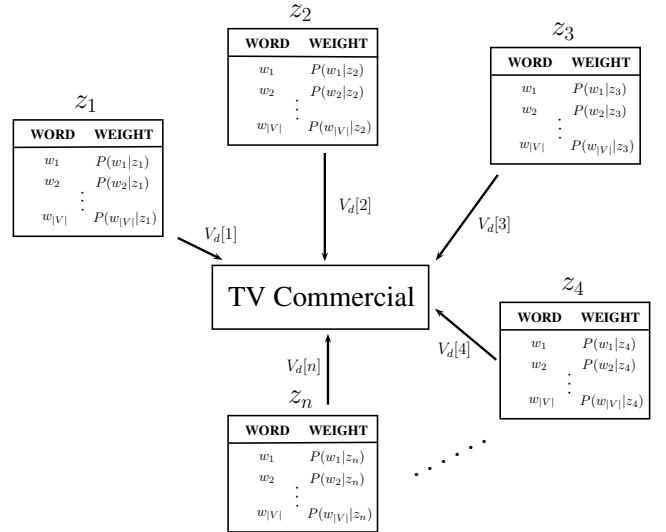 z_1
WORD WEIGHT
w_1 P(w_1|z_1)
w_2 P(w_2|z_1)
⋮
w_{|V|} P(w_{|V|}|z_1)
V_d[1]
z_2
WORD WEIGHT
w_1 P(w_1|z_2)
w_2 P(w_2|z_2)
⋮
w_{|V|} P(w_{|V|}|z_2)
V_d[2]
z_3
WORD WEIGHT
w_1 P(w_1|z_3)
w_2 P(w_2|z_3)
⋮
w_{|V|} P(w_{|V|}|z_3)
V_d[3]
TV Commercial
z_4
WORD WEIGHT
w_1 P(w_1|z_4)
w_2 P(w_2|z_4)
⋮
w_{|V|} P(w_{|V|}|z_4)
V_d[4]
V_d[n]
z_n
WORD WEIGHT
w_1 P(w_1|z_n)
w_2 P(w_2|z_n)
⋮
w_{|V|} P(w_{|V|}|z_n)